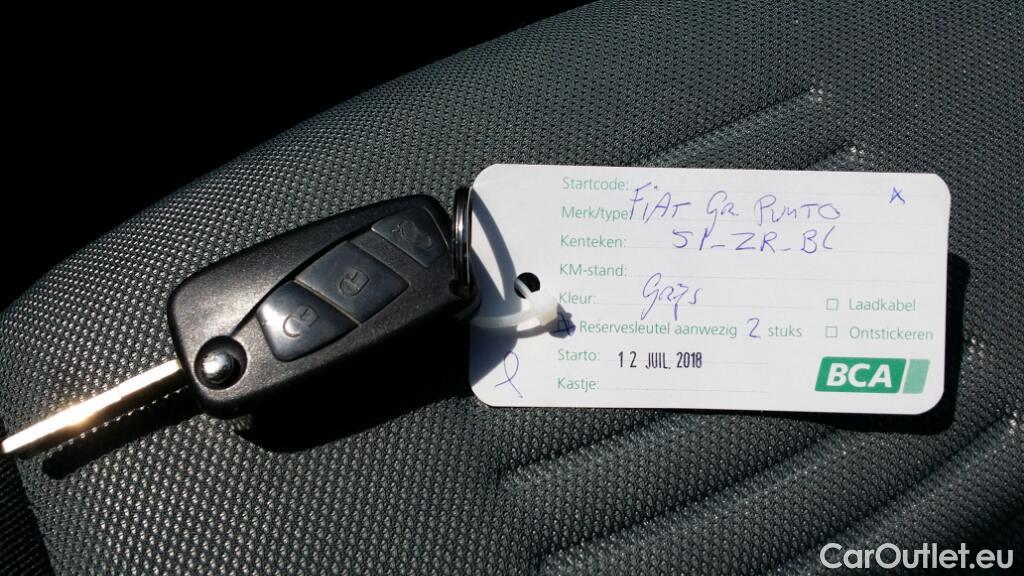 Startcode:
Merk/type: FiAT Gr PUNTO
Kenteken: 51-ZR-BL
KM-stand:
Kleur: Grijs
Laadkabel
x Reservesleutel aanwezig 2 stuks
Ontstickeren
Starto: 12 JUIL. 2018
Kastje:
BCA
CarOutlet.eu